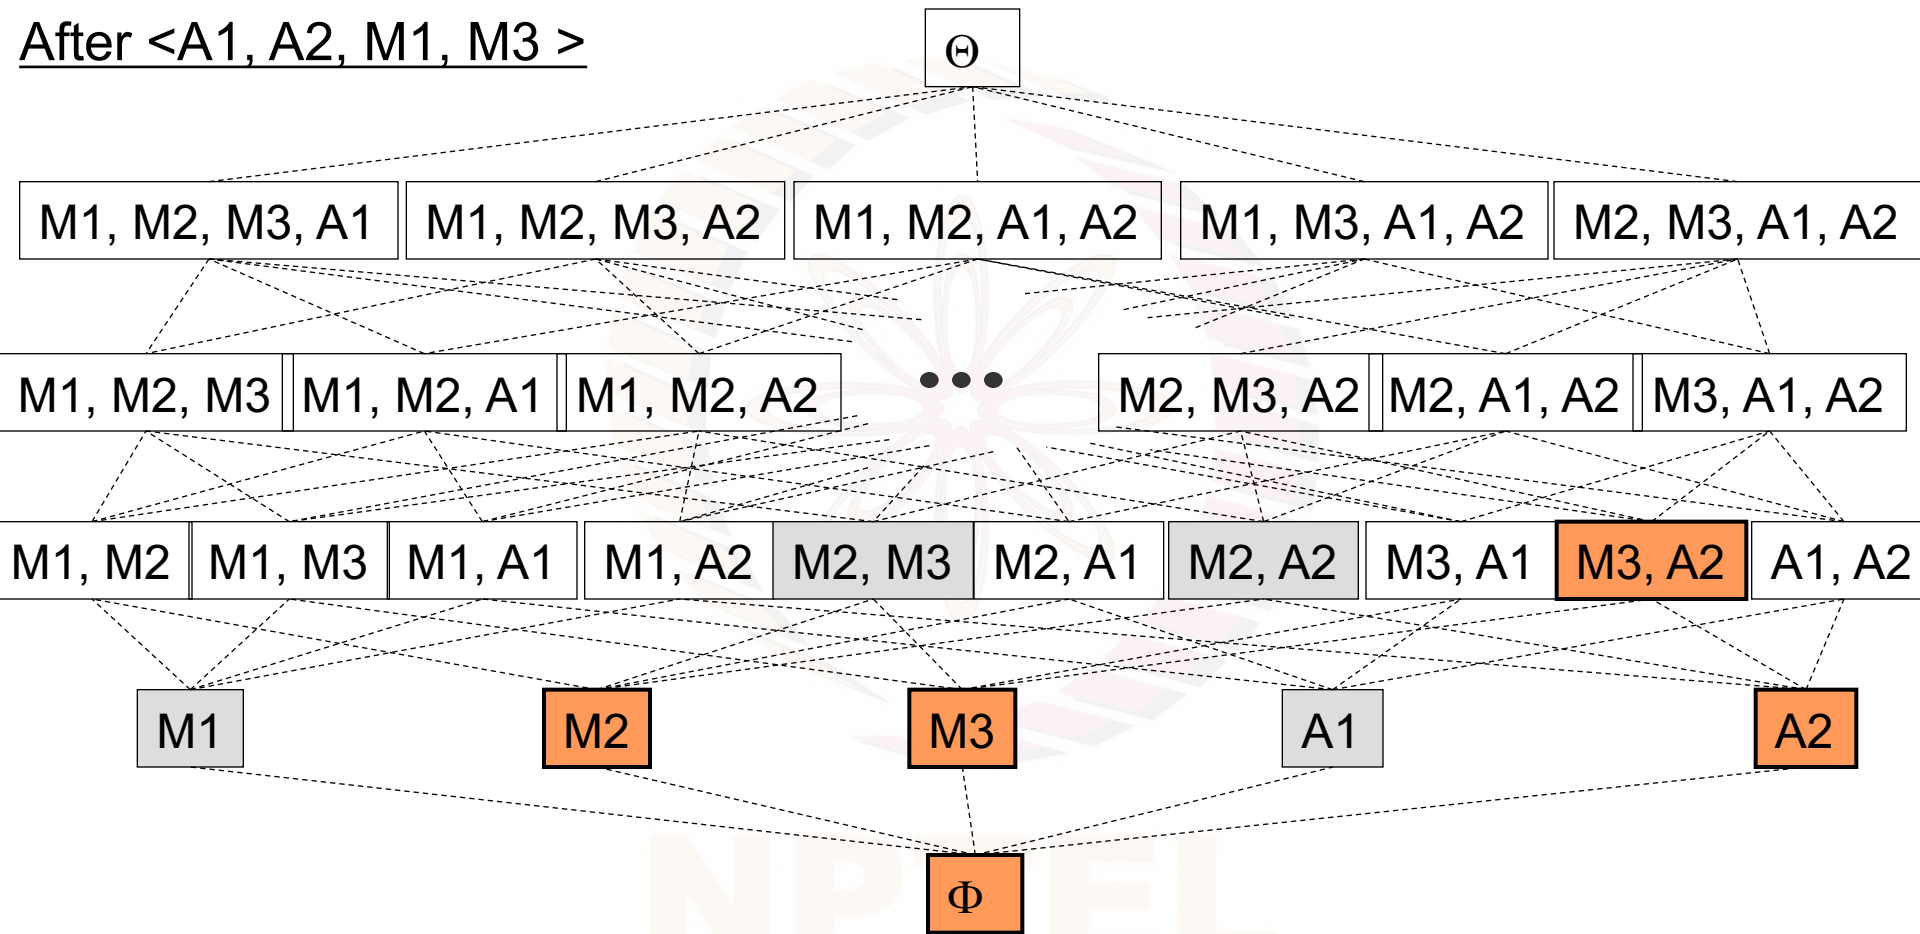 After <A1, A2, M1, M3 >
Θ
M1, M2, M3, A1 M1, M2, M3, A2 M1, M2, A1, A2 M1, M3, A1, A2 M2, M3, A1, A2
M1, M2, M3 M1, M2, A1 M1, M2, A2 ••• M2, M3, A2 M2, A1, A2 M3, A1, A2
M1, M2 M1, M3 M1, A1 M1, A2 M2, M3 M2, A1 M2, A2 M3, A1 M3, A2 A1, A2
M1 M2 M3 A1 A2
Φ
NPTEL